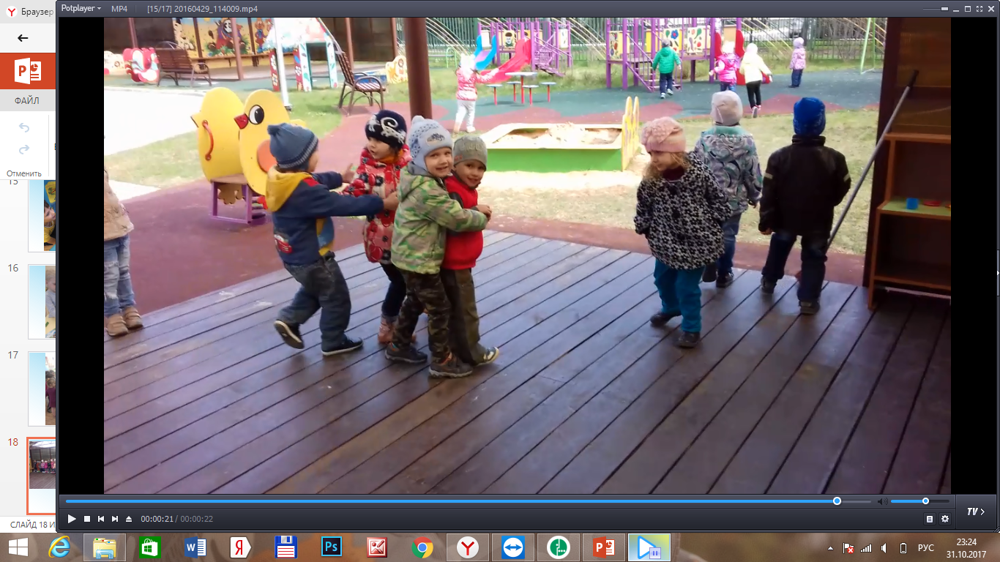 Браузер
Potplayer MP4 [15/17] 20160429_114009.mp4
P
ФАЙЛ
Отменить
15
16
17
18
СЛАЙД 18 И
00:00:21 / 00:00:22
TV
W
Я
Ps
Y
P
РУС
23:24
31.10.2017